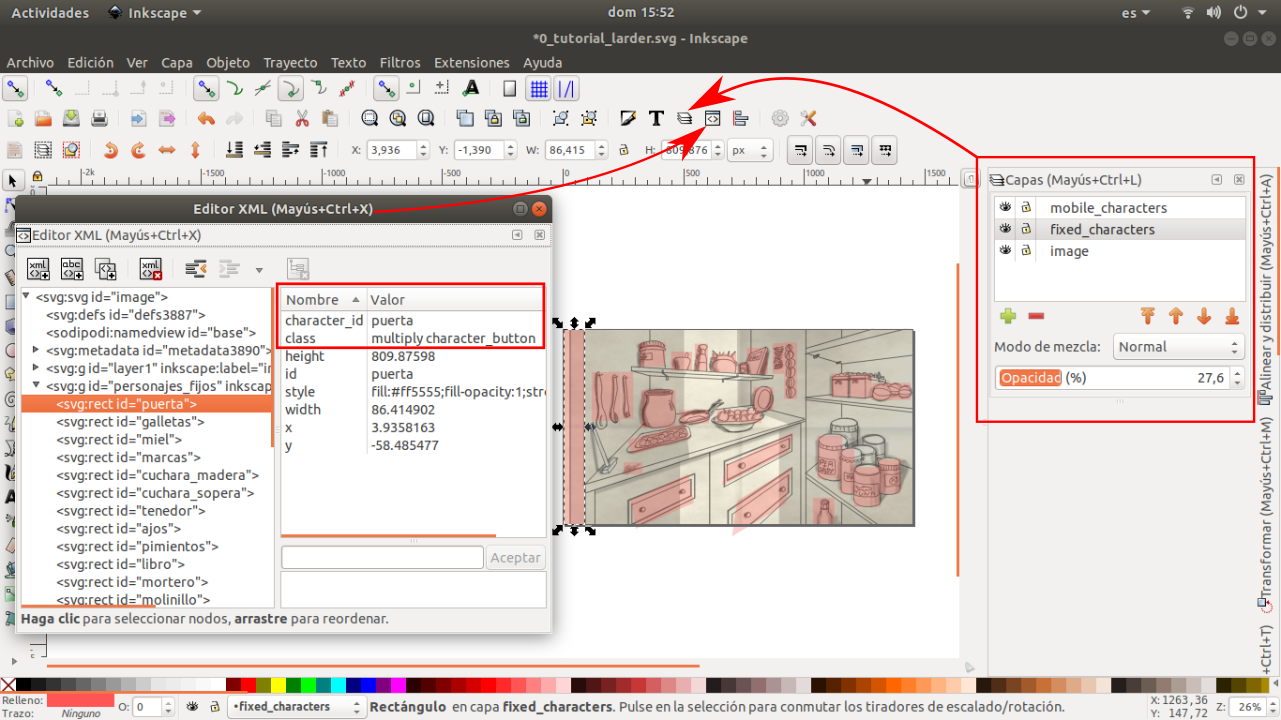 Actividades Inkscape dom 15:52 es
*0_tutorial_larder.svg - Inkscape
Archivo Edición Ver Capa Objeto Trayecto Texto Filtros Extensiones Ayuda
X: 3,936 Y: -1,390 W: 86,415 H: 809,876 px
-2k -1500 -1000 -500 0 500 1000 1500
Editor XML (Mayús+Ctrl+X)
Editor XML (Mayús+Ctrl+X)
<svg:svg id="image">
<svg:defs id="defs3887">
<sodipodi:namedview id="base">
<svg:metadata id="metadata3890">
<svg:g id="layer1" inkscape:label="ir
<svg:g id="personajes_fijos" inkscap
<svg:rect id="puerta">
<svg:rect id="galletas">
<svg:rect id="miel">
<svg:rect id="marcas">
<svg:rect id="cuchara_madera">
<svg:rect id="cuchara_sopera">
<svg:rect id="tenedor">
<svg:rect id="ajos">
<svg:rect id="pimientos">
<svg:rect id="libro">
<svg:rect id="mortero">
<svg:rect id="molinillo">
Nombre Valor
character_id puerta
class multiply character_button
height 809.87598
id puerta
style fill:#ff5555;fill-opacity:1;stro
width 86.414902
x 3.9358163
y -58.485477
Aceptar
Haga clic para seleccionar nodos, arrastre para reordenar.
Capas (Mayús+Ctrl+L)
mobile_characters
fixed_characters
image
Modo de mezcla: Normal
Opacidad (%) 27,6
Alinear y distribuir (Mayús+Ctrl+A)
Transformar (Mayús+Ctrl+M)
+Ctrl+T)
Relleno:
Trazo: Ninguno
O: 0
•fixed_characters
Rectángulo en capa fixed_characters. Pulse en la selección para conmutar los tiradores de escalado/rotación.
X: 1263,36
Y: 147,72
Z: 26%